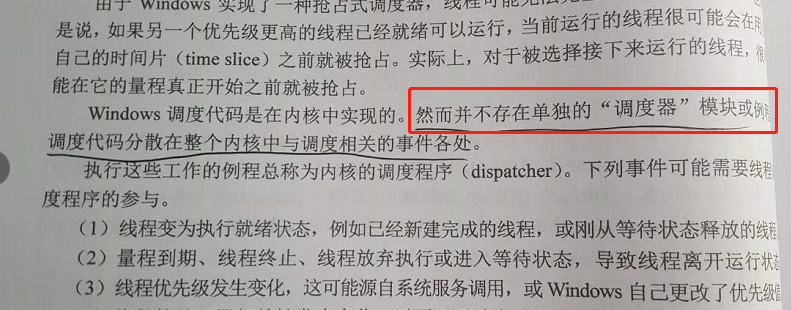 由于 Windows 实现了一种抢占式调度器，线程可能无法完
是说，如果另一个优先级更高的线程已经就绪可以运行，当前运行的线程很可能会在用
自己的时间片（time slice）之前就被抢占。实际上，对于被选择接下来运行的线程，很
能在它的量程真正开始之前就被抢占。
Windows 调度代码是在内核中实现的。然而并不存在单独的“调度器”模块或例程
调度代码分散在整个内核中与调度相关的事件各处。
执行这些工作的例程总称为内核的调度程序（dispatcher）。下列事件可能需要线程
度程序的参与。
（1）线程变为执行就绪状态，例如已经新建完成的线程，或刚从等待状态释放的线程
（2）量程到期、线程终止、线程放弃执行或进入等待状态，导致线程离开运行状态
（3）线程优先级发生变化，这可能源自系统服务调用，或 Windows 自己更改了优先级值